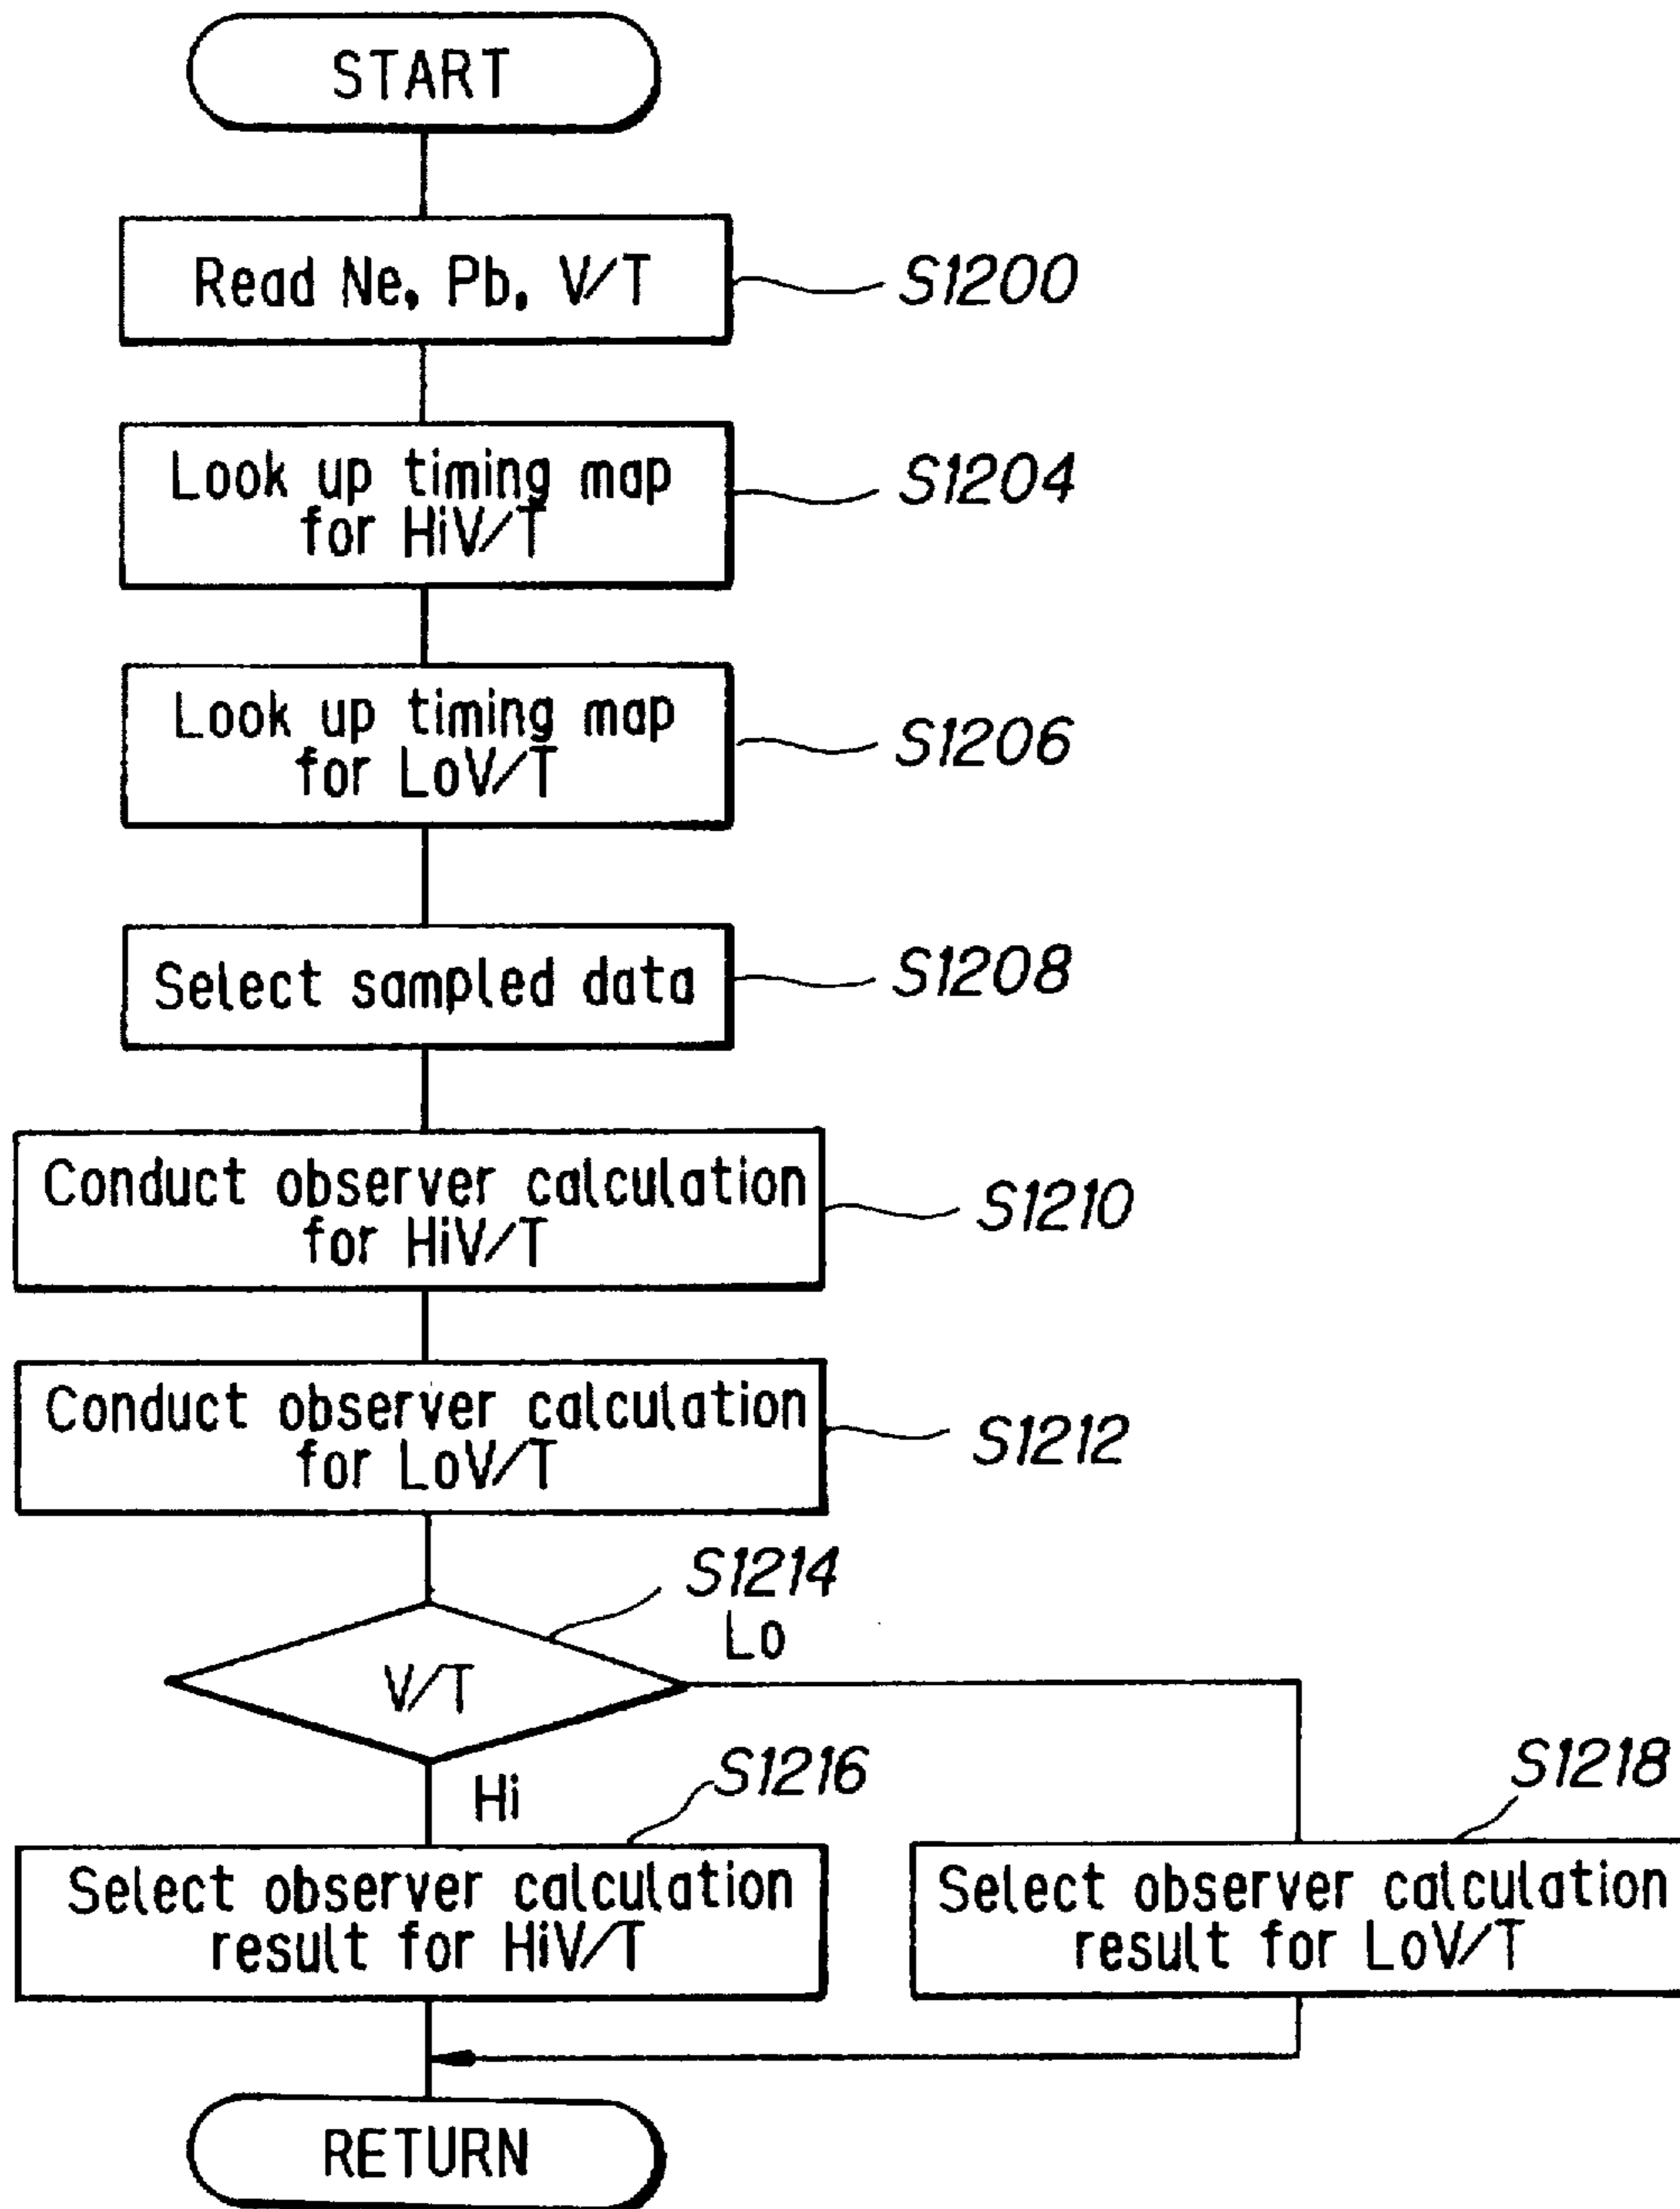 START
Read Ne, Pb, V/T
S1200
Look up timing map
for HiV/T
S1204
Look up timing map
for LoV/T
S1206
Select sampled data
S1208
Conduct observer calculation
for HiV/T
S1210
Conduct observer calculation
for LoV/T
S1212
S1214
Lo
V/T
Hi
S1216
S1218
Select observer calculation
result for HiV/T
Select observer calculation
result for LoV/T
RETURN